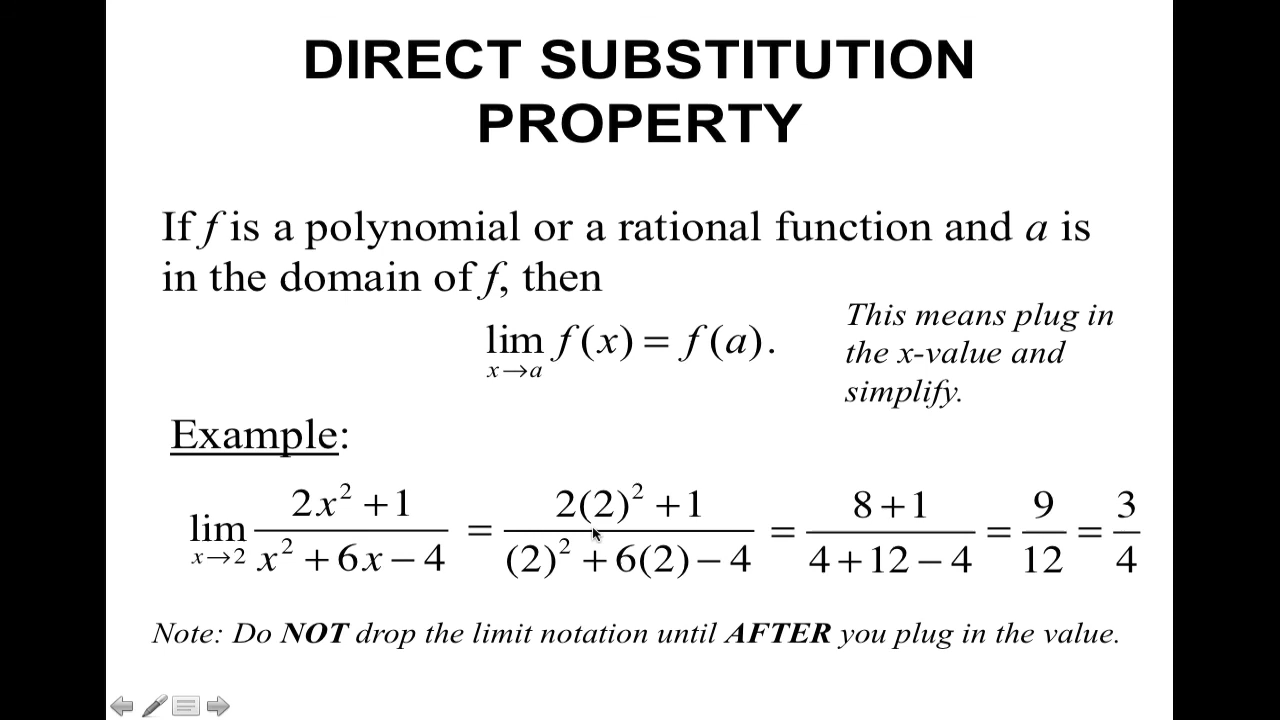 DIRECT SUBSTITUTION
PROPERTY
If f is a polynomial or a rational function and a is
in the domain of f, then
lim x→a f(x) = f(a).
This means plug in
the x-value and
simplify.
Example:
lim x→2 (2x² + 1)/(x² + 6x − 4) = (2(2)² + 1)/((2)² + 6(2) − 4) = (8 + 1)/(4 + 12 − 4) = 9/12 = 3/4
Note: Do NOT drop the limit notation until AFTER you plug in the value.